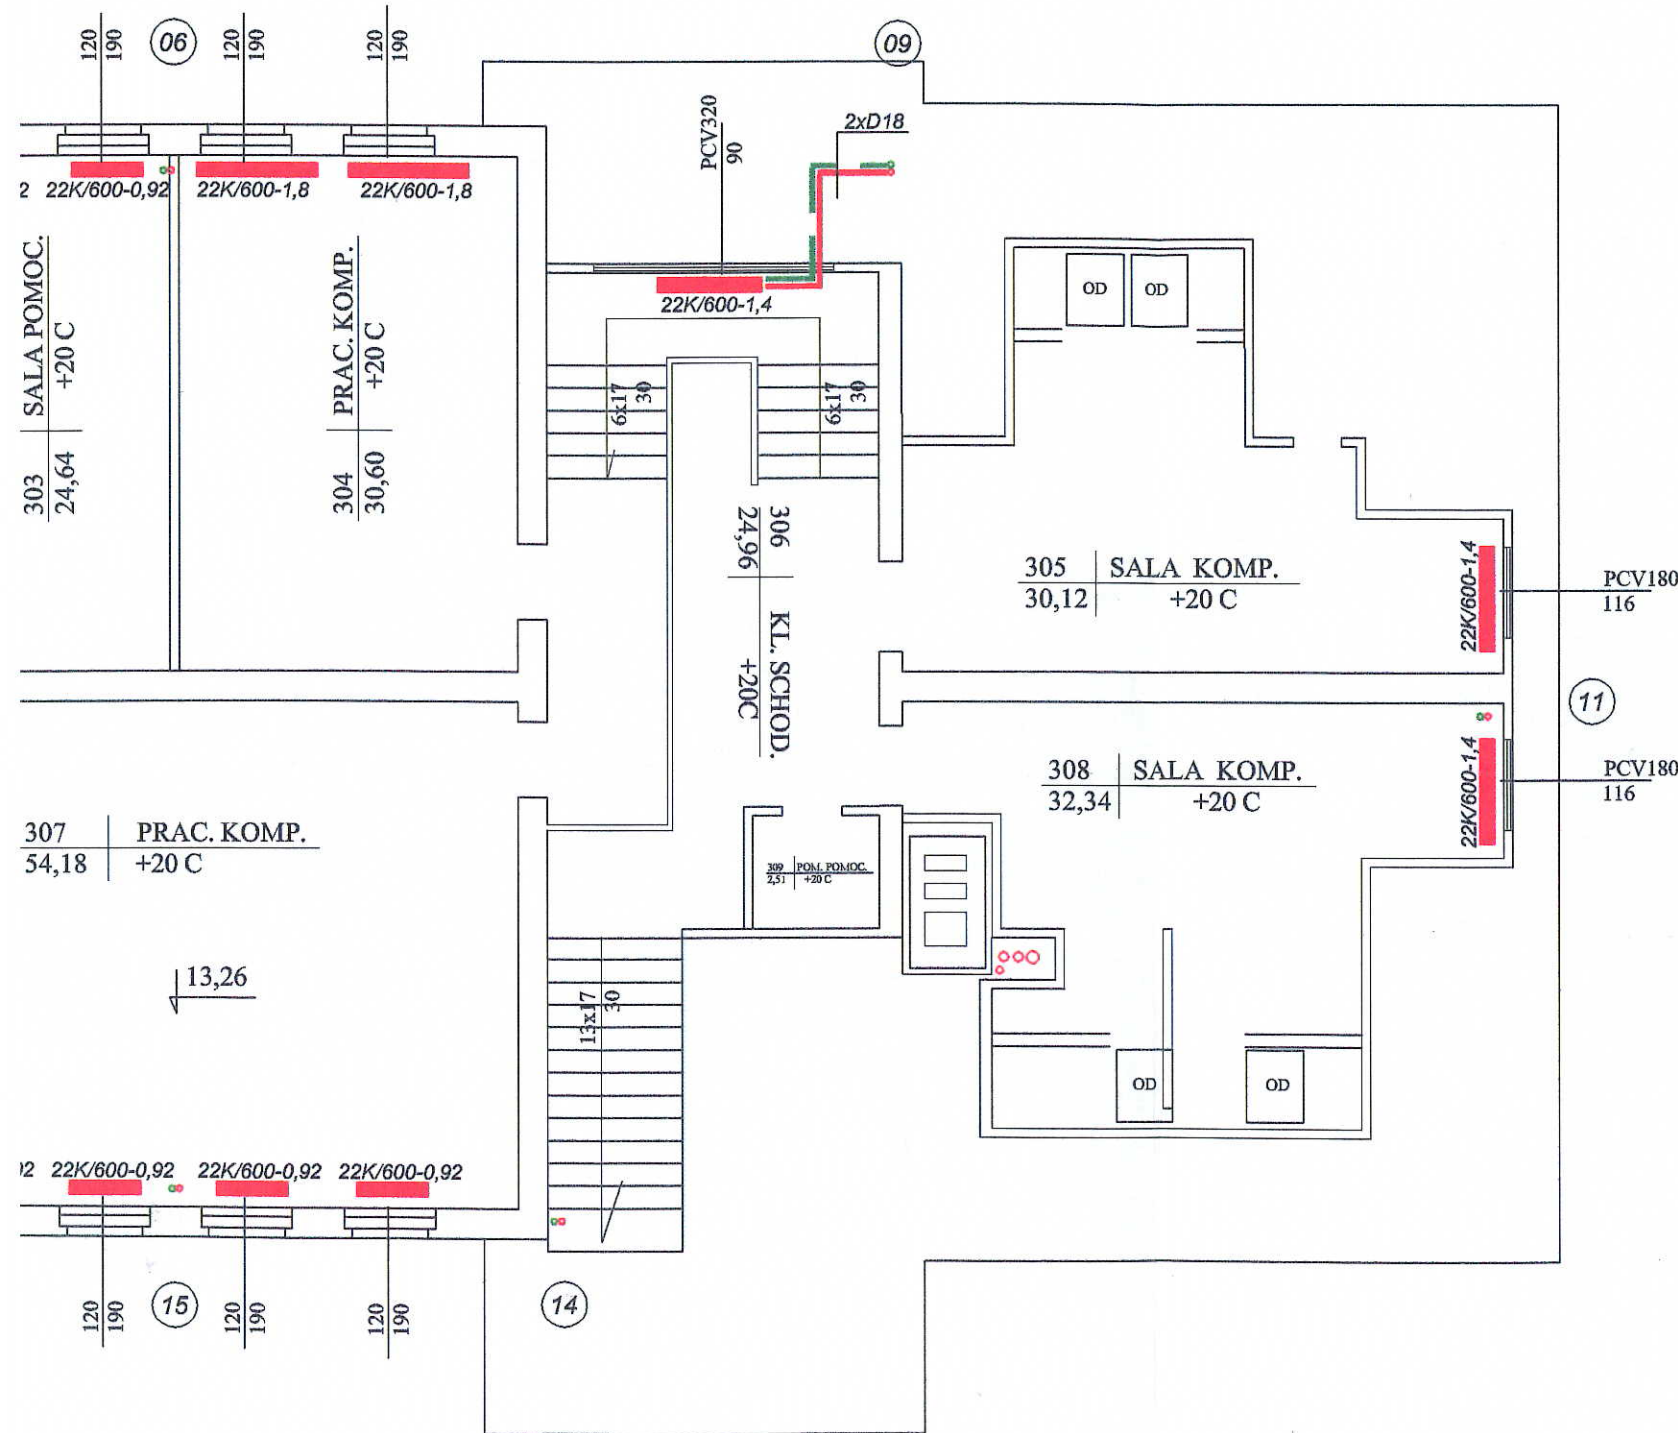 120
190
06
120
190
120
190
09
PCV320
06
2xD18
2
22K/600-0,92
22K/600-1,8
22K/600-1,8
22K/600-1,4
303
SALA POMOC.
24,64
+20 C
304
PRAC. KOMP.
30,60
+20 C
6x17
30
6x17
30
OD
OD
306
KL. SCHOD.
24,96
+20C
305
SALA KOMP.
30,12
+20 C
22K/600-1,4
PCV180
116
11
308
SALA KOMP.
32,34
+20 C
22K/600-1,4
PCV180
116
307
PRAC. KOMP.
54,18
+20 C
309
POM. POMOC.
2,51
+20 C
13,26
13x17
30
OD
OD
92
22K/600-0,92
22K/600-0,92
22K/600-0,92
120
190
15
120
190
120
190
14